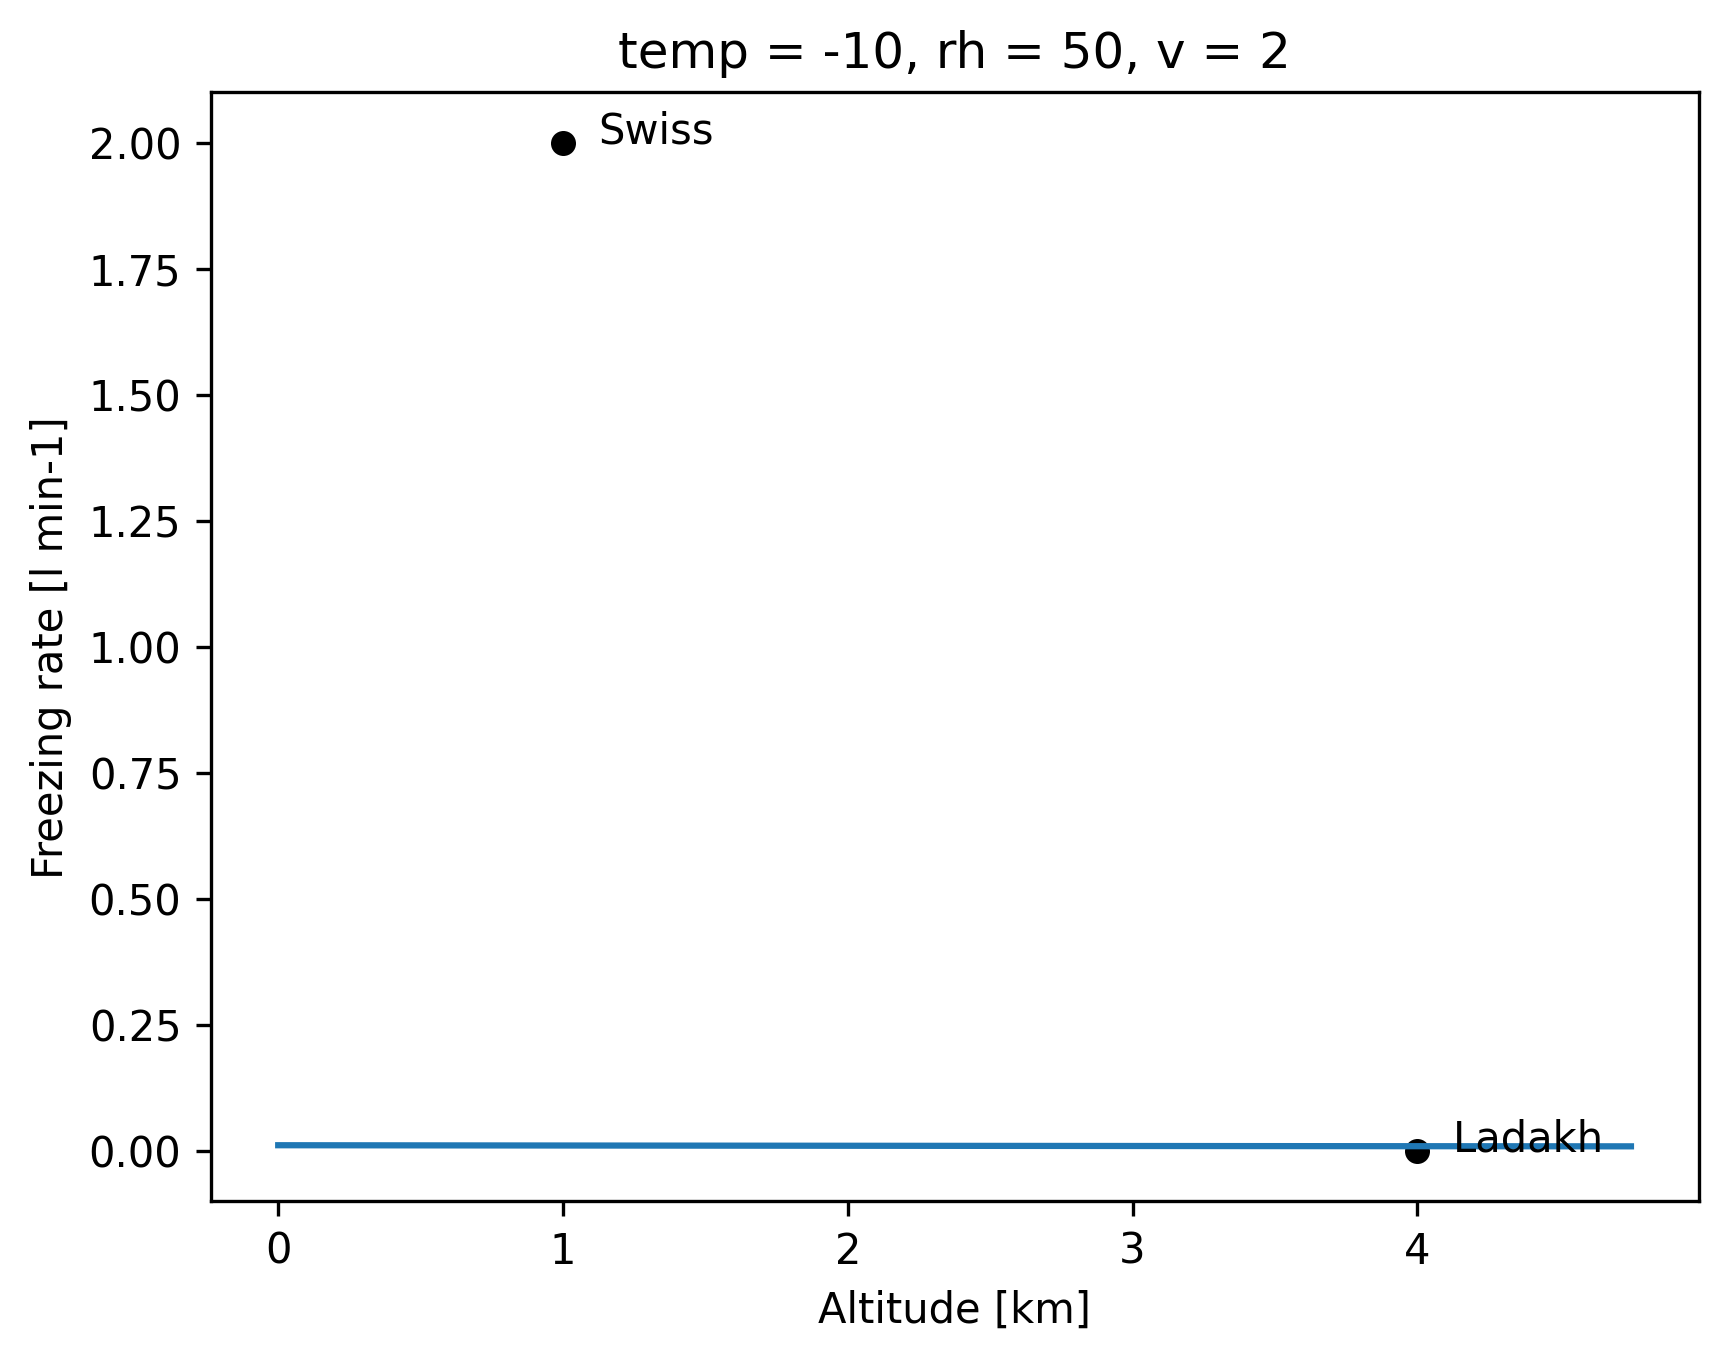 temp = -10, rh = 50, v = 2
Swiss
2.00
1.75
1.50
1.25
1.00
0.75
0.50
0.25
0.00
Freezing rate [l min-1]
Ladakh
0 1 2 3 4
Altitude [km]